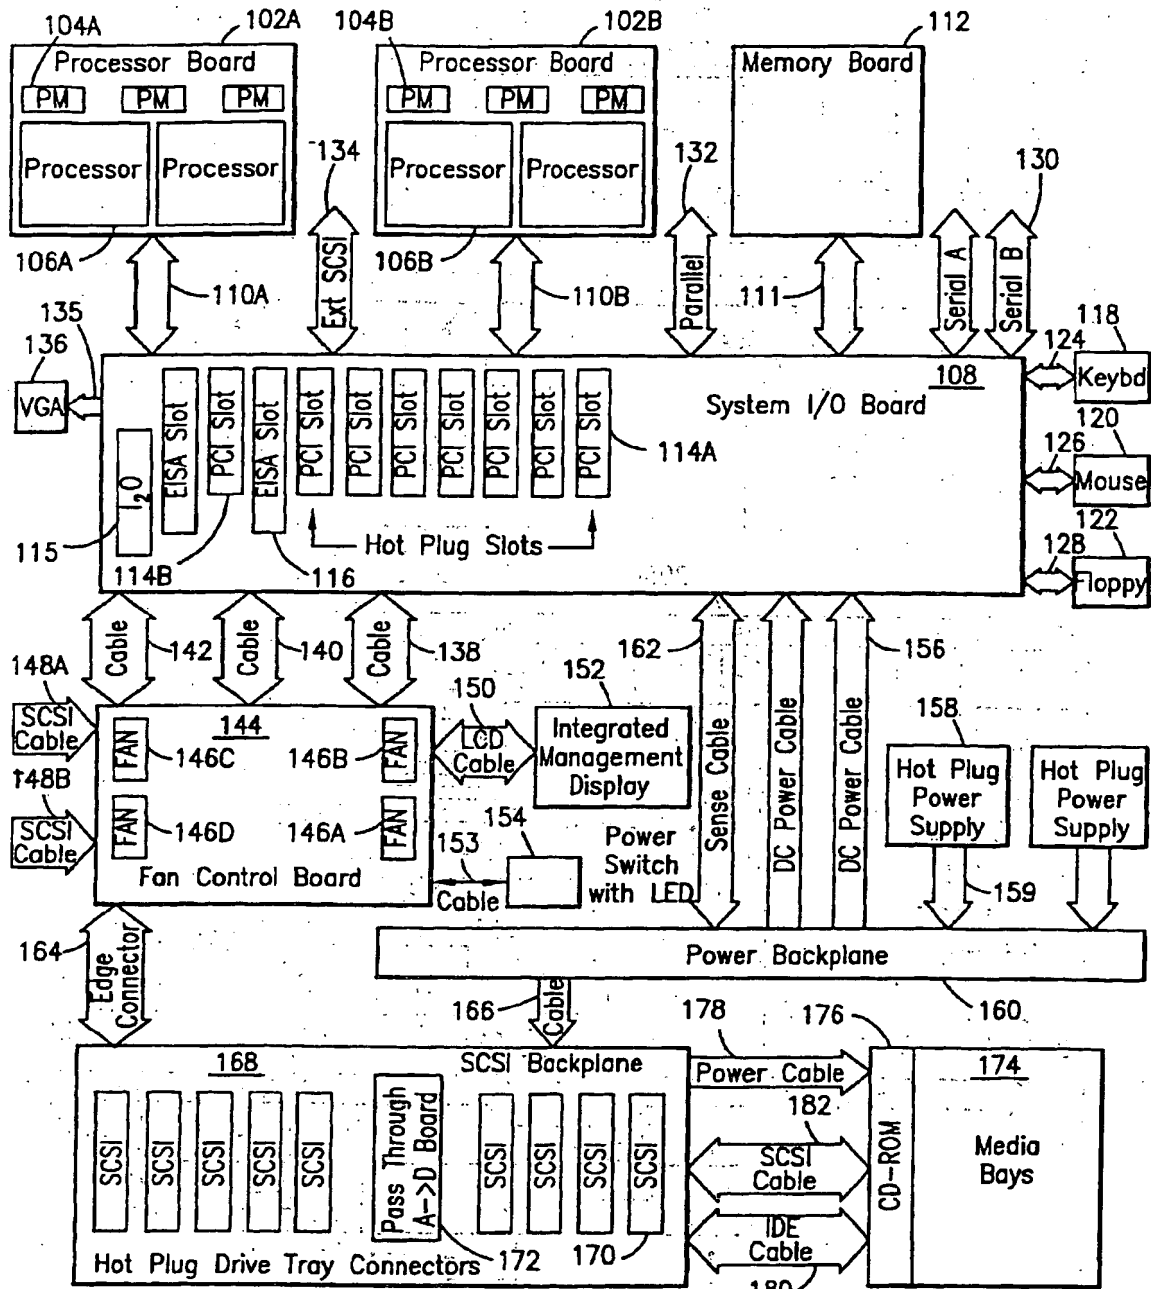 104A 102A 104B 102B 112
Processor Board
PM PM PM
Processor Processor
Processor Board
PM PM PM
Processor Processor
Memory Board
134 132 130
106A 106B
110A 110B 111
Ext SCSI
Parallel
Serial A
Serial B
135
136
VGA
124 118
Keybd
126 120
Mouse
128 122
Floppy
108
System I/O Board
I2O
EISA Slot
PCI Slot
EISA Slot
PCI Slot
PCI Slot
PCI Slot
PCI Slot
PCI Slot
PCI Slot
PCI Slot
114A
Hot Plug Slots
115 114B 116
Cable 142
Cable 140
Cable 138
162 156
148A
SCSI
Cable
148B
SCSI
Cable
144
FAN 146C
146B FAN
FAN 146D
146A FAN
Fan Control Board
150
LCD
Cable
152
Integrated
Management
Display
153
Cable
154
Power
Switch
with LED
Sense Cable
DC Power Cable
DC Power Cable
158
Hot Plug
Power
Supply
Hot Plug
Power
Supply
159
164
Edge
Connector
Power Backplane
166
Cable
160
178
Power Cable
176
168
SCSI Backplane
SCSI
SCSI
SCSI
SCSI
SCSI
Pass Through
A->D Board
SCSI
SCSI
SCSI
SCSI
172 170
Hot Plug Drive Tray Connectors
182
SCSI
Cable
IDE
Cable
180
CD-ROM
174
Media
Bays